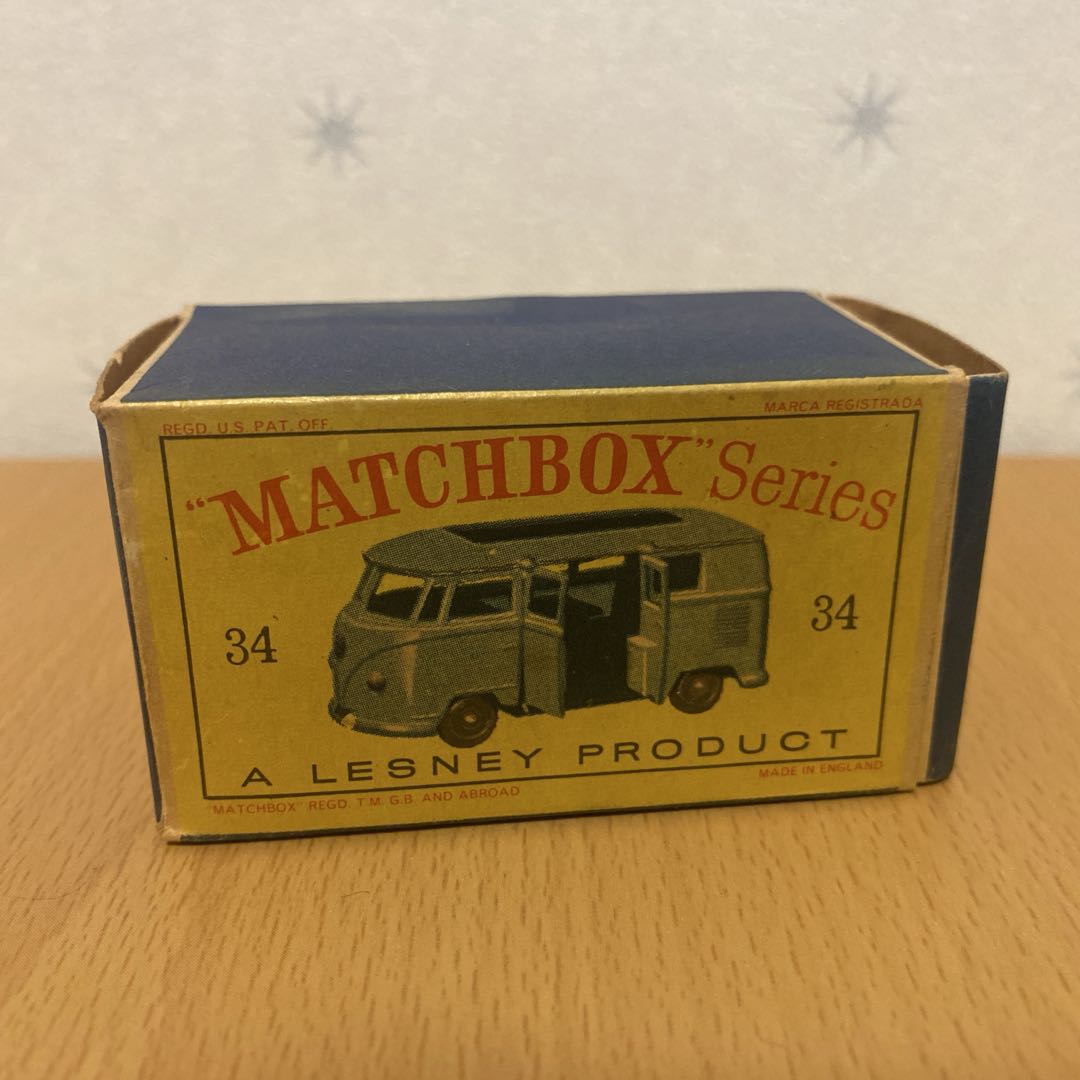 REGD. U.S. PAT. OFF.
MARCA REGISTRADA
"MATCHBOX" Series
34
34
A LESNEY PRODUCT
"MATCHBOX" REGD. T.M. G.B. AND ABROAD
MADE IN ENGLAND